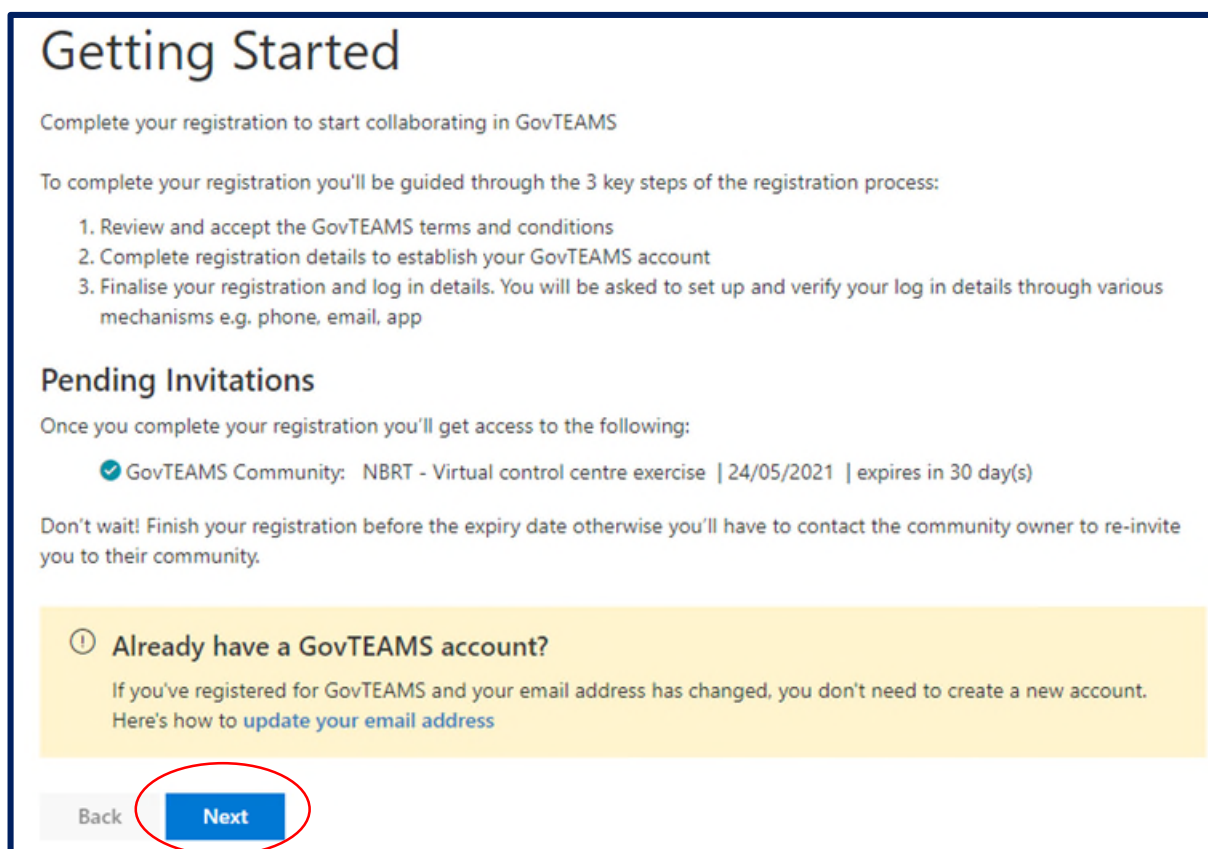 Getting Started
Complete your registration to start collaborating in GovTEAMS
To complete your registration you'll be guided through the 3 key steps of the registration process:
1. Review and accept the GovTEAMS terms and conditions
2. Complete registration details to establish your GovTEAMS account
3. Finalise your registration and log in details. You will be asked to set up and verify your log in details through various
mechanisms e.g. phone, email, app
Pending Invitations
Once you complete your registration you'll get access to the following:
GovTEAMS Community: NBRT - Virtual control centre exercise | 24/05/2021 | expires in 30 day(s)
Don't wait! Finish your registration before the expiry date otherwise you'll have to contact the community owner to re-invite
you to their community.
Already have a GovTEAMS account?
If you've registered for GovTEAMS and your email address has changed, you don't need to create a new account.
Here's how to update your email address
Back Next